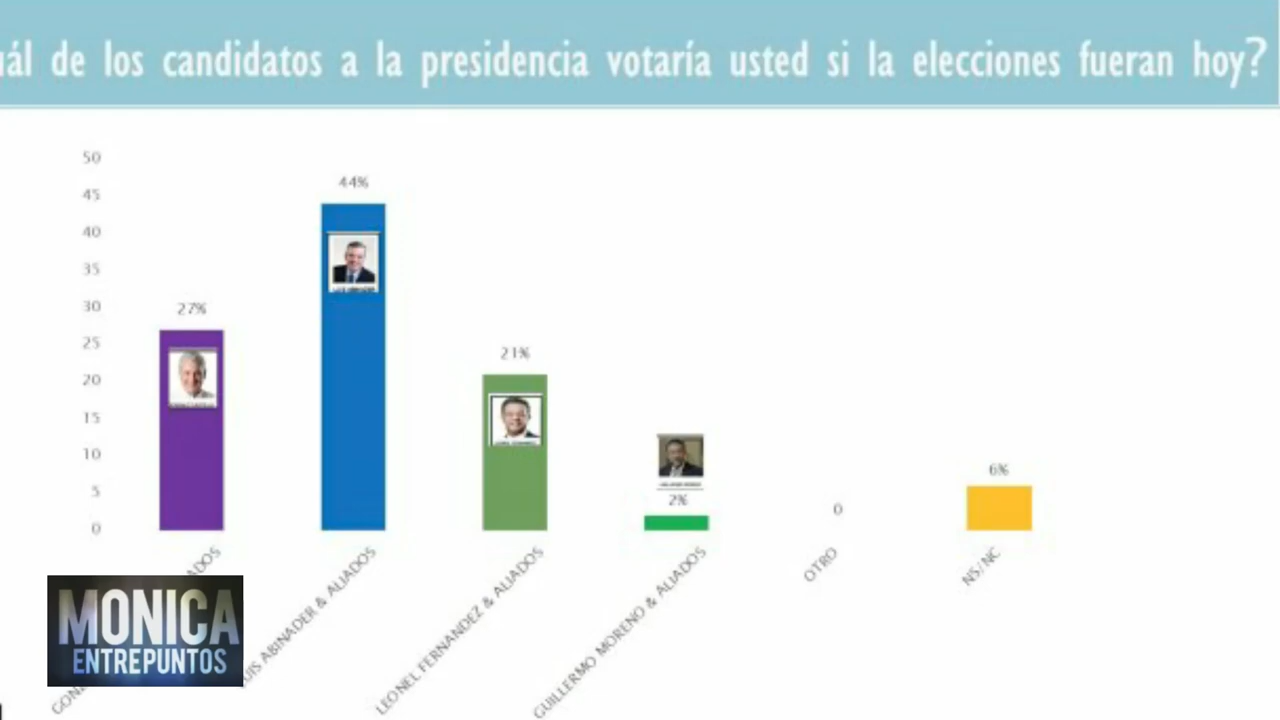 uál de los candidatos a la presidencia votaría usted si la elecciones fueran hoy?
50
45
40
35
30
25
20
15
10
5
0
27%
44%
21%
2%
0
6%
ADOS
UIS ABINADER & ALIADOS
LEONEL FERNANDEZ & ALIADOS
GUILLERMO MORENO & ALIADOS
OTRO
NS/NC
MONICA
ENTREPUNTOS